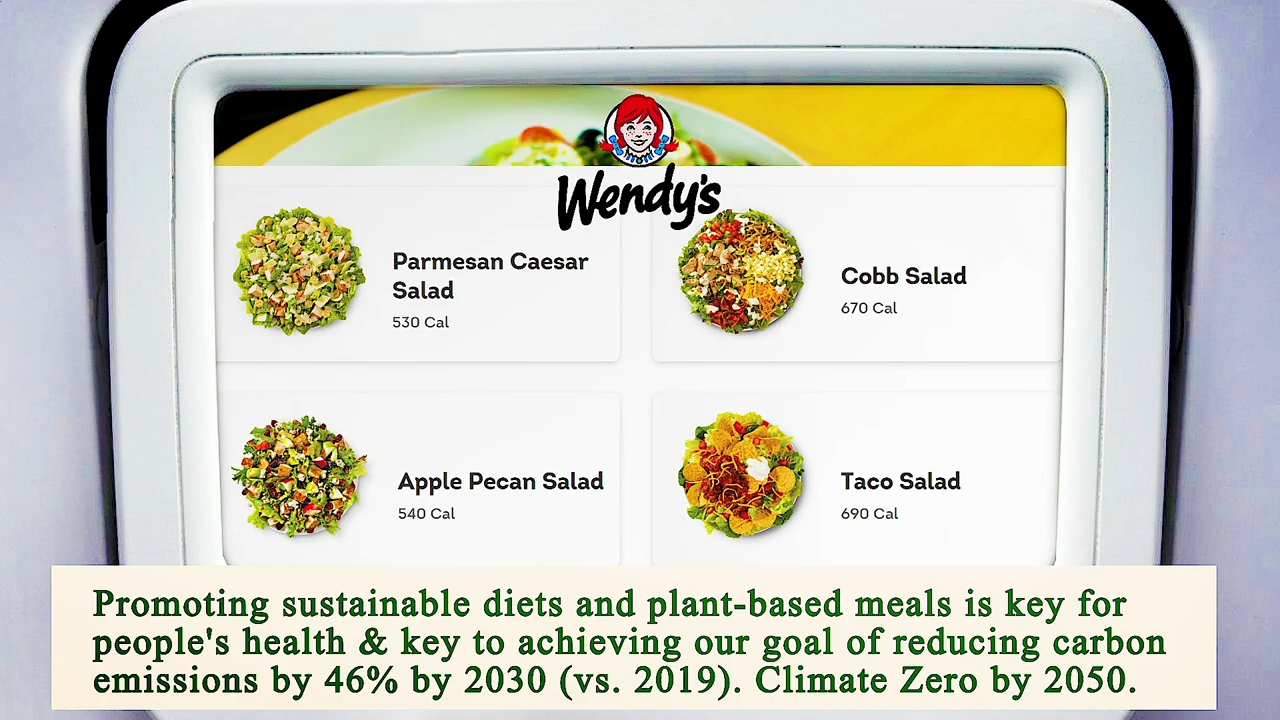 Wendy's
Parmesan Caesar
Salad
530 Cal
Cobb Salad
670 Cal
Apple Pecan Salad
540 Cal
Taco Salad
690 Cal
Promoting sustainable diets and plant-based meals is key for
people's health & key to achieving our goal of reducing carbon
emissions by 46% by 2030 (vs. 2019). Climate Zero by 2050.